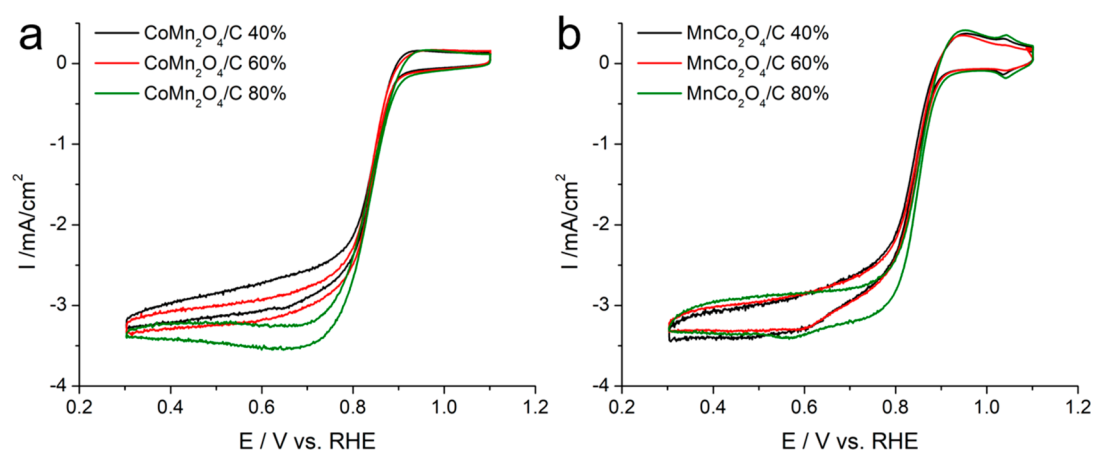 a
CoMn₂O₄/C 40%
CoMn₂O₄/C 60%
CoMn₂O₄/C 80%
0
-1
-2
-3
-4
I /mA/cm²
0.2 0.4 0.6 0.8 1.0 1.2
E / V vs. RHE
b
MnCo₂O₄/C 40%
MnCo₂O₄/C 60%
MnCo₂O₄/C 80%
0
-1
-2
-3
-4
I /mA/cm²
0.2 0.4 0.6 0.8 1.0 1.2
E / V vs. RHE